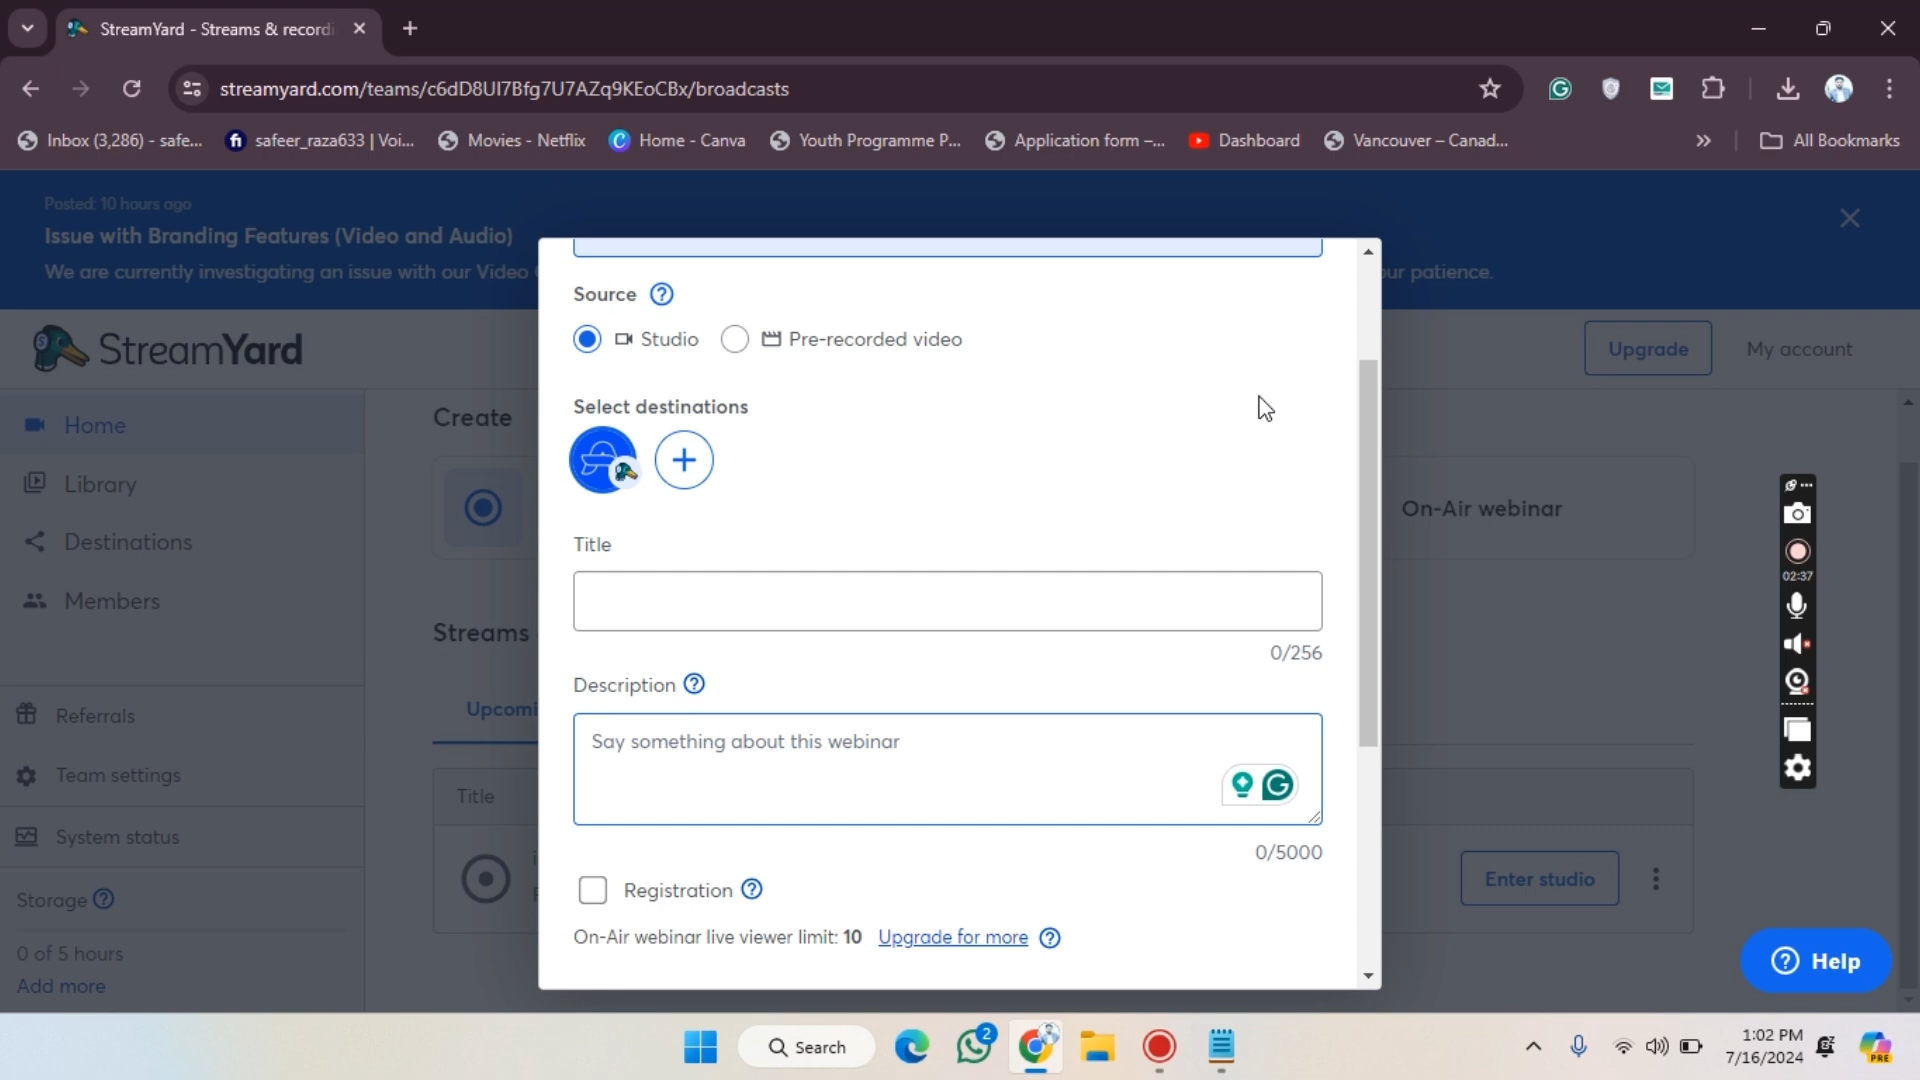 StreamYard - Streams & recordi
streamyard.com/teams/c6dD8UI7Bfg7U7AZq9KEoCBx/broadcasts
Inbox (3,286) - safe...
safeer_raza633 | Voi...
Movies - Netflix
Home - Canva
Youth Programme P...
Application form –...
Dashboard
Vancouver – Canad...
All Bookmarks
Posted: 10 hours ago
Issue with Branding Features (Video and Audio)
We are currently investigating an issue with our Video
ur patience.
StreamYard
Upgrade
My account
Home
Library
Destinations
Members
Referrals
Team settings
System status
Storage
0 of 5 hours
Add more
Create
On-Air webinar
Streams
Upcomi
Title
Enter studio
Source
Studio
Pre-recorded video
Select destinations
Title
0/256
Description
Say something about this webinar
0/5000
Registration
On-Air webinar live viewer limit: 10 Upgrade for more
02:37
Help
Search
2
1:02 PM
7/16/2024
PRE